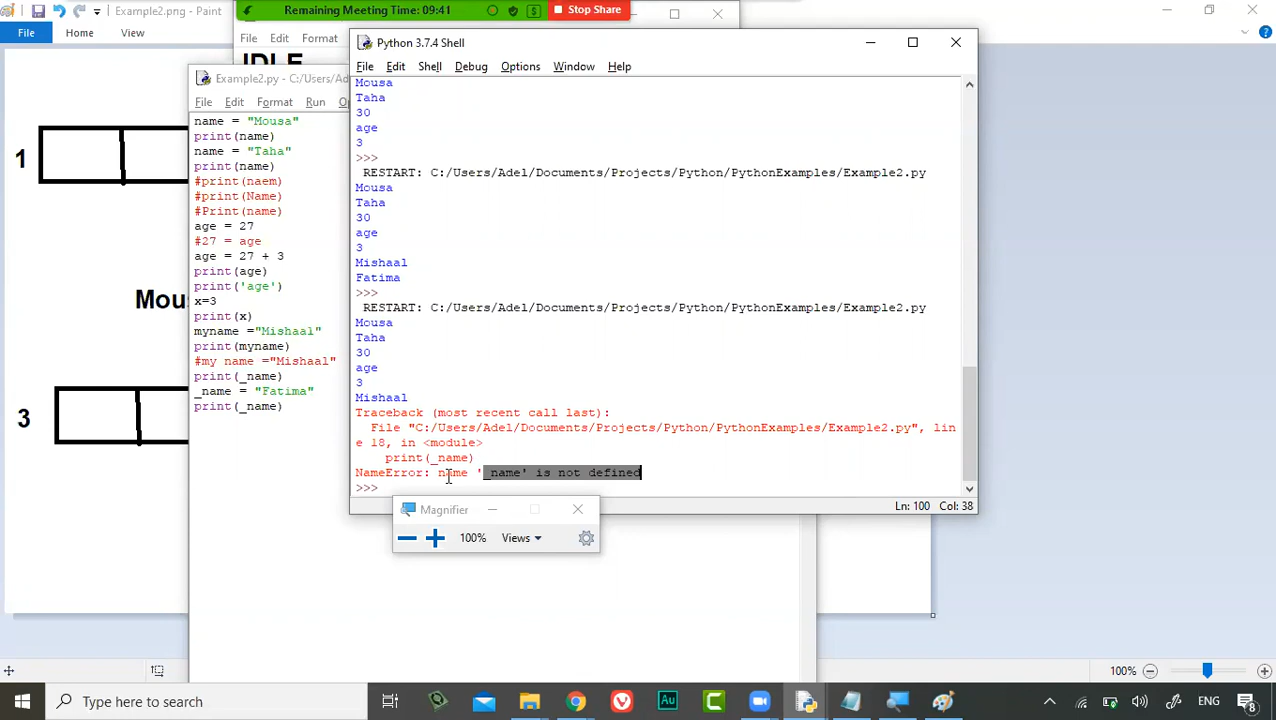 Example2.png - Paint
Remaining Meeting Time: 09:41
Stop Share
File
Home
View
File
Edit
Format
IDLE
Example2.py - C:/Users/Ad
File
Edit
Format
Run
name = "Mousa"
print(name)
name = "Taha"
print(name)
#print(naem)
#print(Name)
#Print(name)
age = 27
#27 = age
age = 27 + 3
print(age)
print('age')
x=3
print(x)
myname ="Mishaal"
print(myname)
#my name ="Mishaal"
print(_name)
_name = "Fatima"
print(_name)
1
Mous
3
Python 3.7.4 Shell
File
Edit
Shell
Debug
Options
Window
Help
Mousa
Taha
30
age
3
>>>
RESTART: C:/Users/Adel/Documents/Projects/Python/PythonExamples/Example2.py
Mousa
Taha
30
age
3
Mishaal
Fatima
>>>
RESTART: C:/Users/Adel/Documents/Projects/Python/PythonExamples/Example2.py
Mousa
Taha
30
age
3
Mishaal
Traceback (most recent call last):
File "C:/Users/Adel/Documents/Projects/Python/PythonExamples/Example2.py", lin
e 18, in <module>
print(_name)
NameError: name '_name' is not defined
>>>
Ln: 100 Col: 38
Magnifier
100%
Views
100%
Type here to search
Au
ENG
8